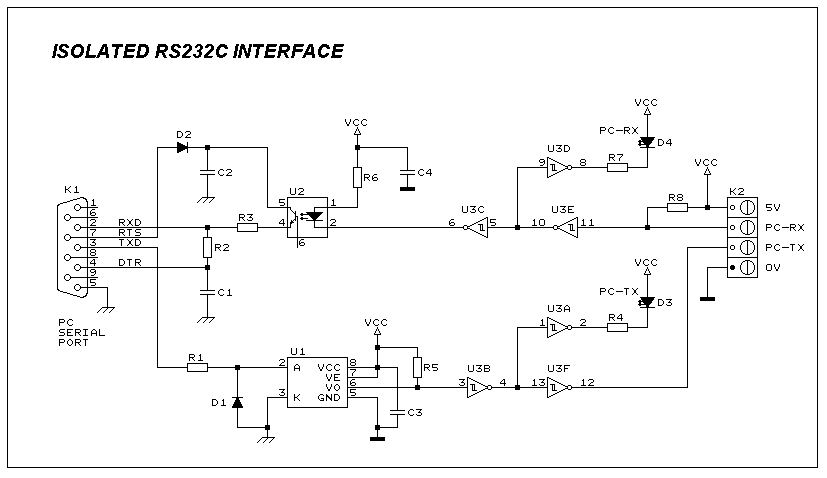 ISOLATED RS232C INTERFACE
VCC
PC-RX
D4
U3D
9 8
R7
D2
VCC
C2
R6
C4
VCC
K1
U2
R8
K2
1
6
2 RXD
7 RTS
3 TXD
8
4 DTR
9
5
R3
5 1
4 2
6
U3C
6 5
U3E
10 11
5V
PC-RX
PC-TX
0V
R2
C1
VCC
PC-TX
D3
U3A
1 2
R4
PC
SERIAL
PORT
VCC
R1
U1
2 A VCC 8
VE 7
VO 6
3 K GND 5
R5
U3B
3 4
U3F
13 12
D1
C3